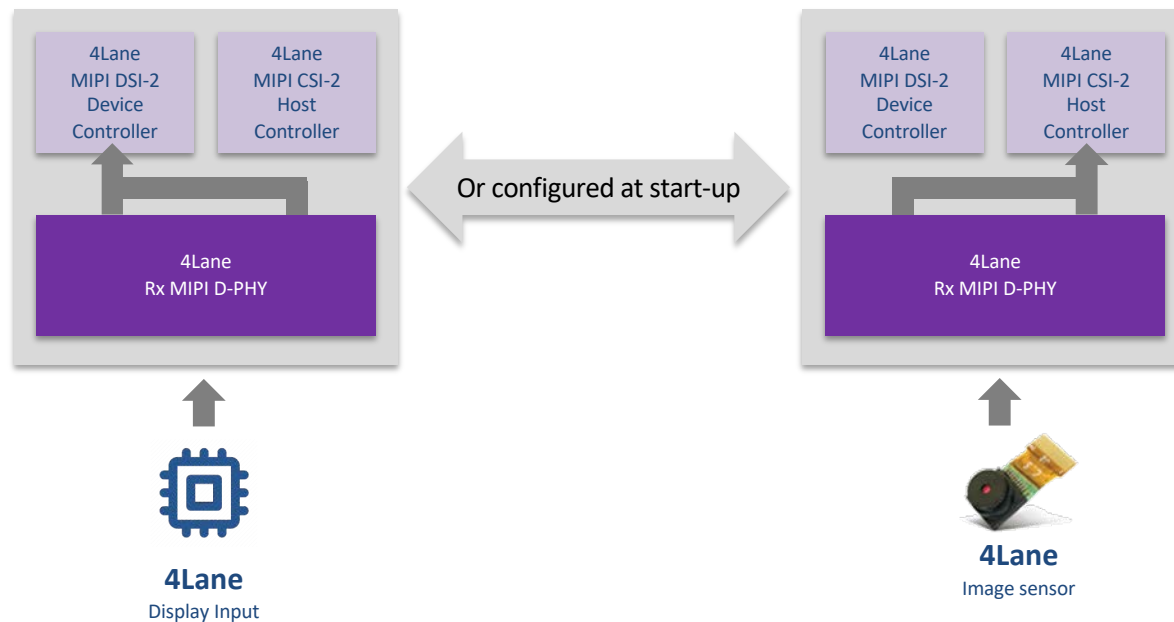 4Lane
MIPI DSI-2
Device
Controller
4Lane
MIPI CSI-2
Host
Controller
4Lane
Rx MIPI D-PHY
4Lane
Display Input
Or configured at start-up
4Lane
MIPI DSI-2
Device
Controller
4Lane
MIPI CSI-2
Host
Controller
4Lane
Rx MIPI D-PHY
4Lane
Image sensor